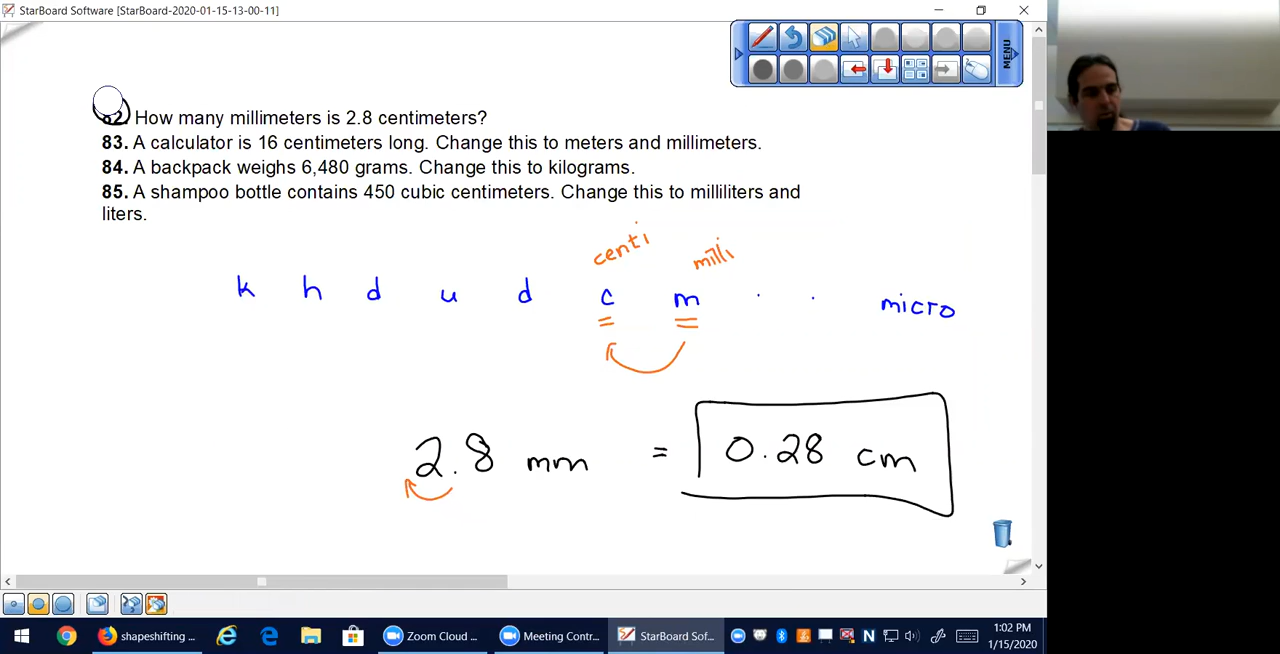 StarBoard Software [StarBoard-2020-01-15-13-00-11]
MENU
82. How many millimeters is 2.8 centimeters?
83. A calculator is 16 centimeters long. Change this to meters and millimeters.
84. A backpack weighs 6,480 grams. Change this to kilograms.
85. A shampoo bottle contains 450 cubic centimeters. Change this to milliliters and
liters.
centi milli
k h d u d c m . . micro
2.8 mm = 0.28 cm
shapeshifting ... Zoom Cloud ... Meeting Contr... StarBoard Sof... N 1:02 PM
1/15/2020